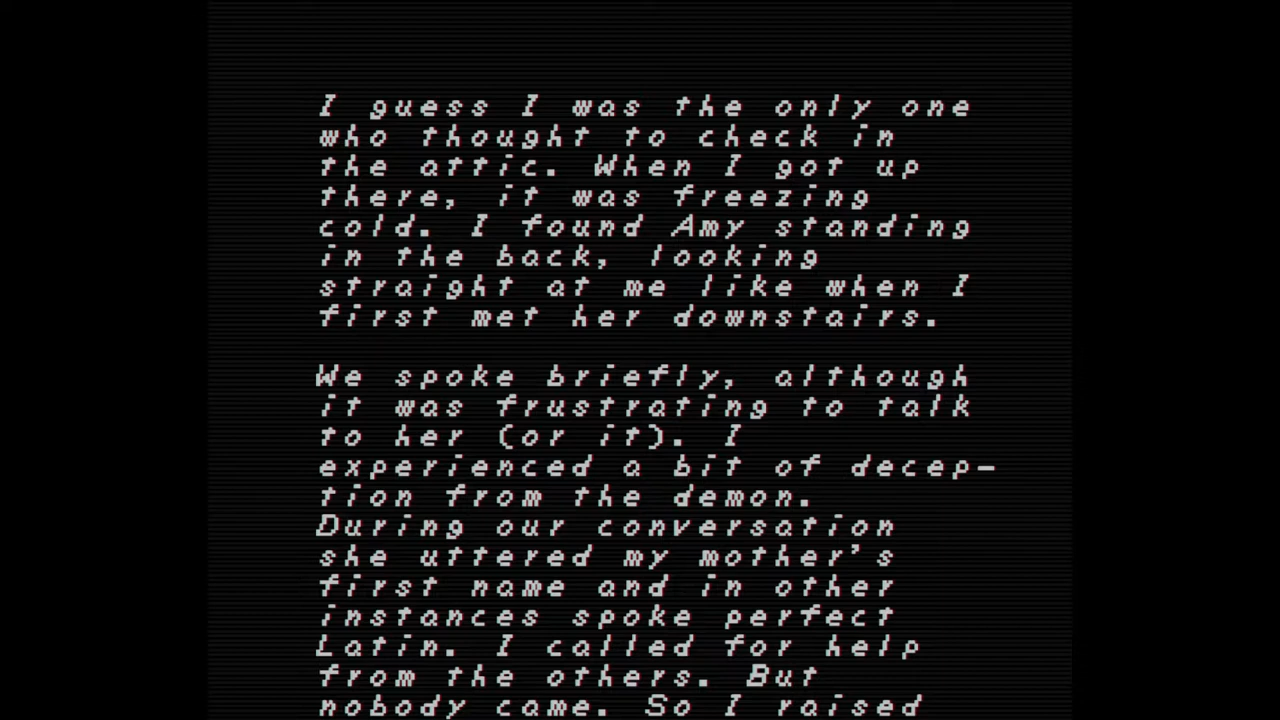 I guess I was the only one
who thought to check in
the attic. When I got up
there, it was freezing
cold. I found Amy standing
in the back, looking
straight at me like when I
first met her downstairs.
We spoke briefly, although
it was frustrating to talk
to her (or it). I
experienced a bit of decep-
tion from the demon.
During our conversation
she uttered my mother's
first name and in other
instances spoke perfect
Latin. I called for help
from the others. But
nobody came. So I raised